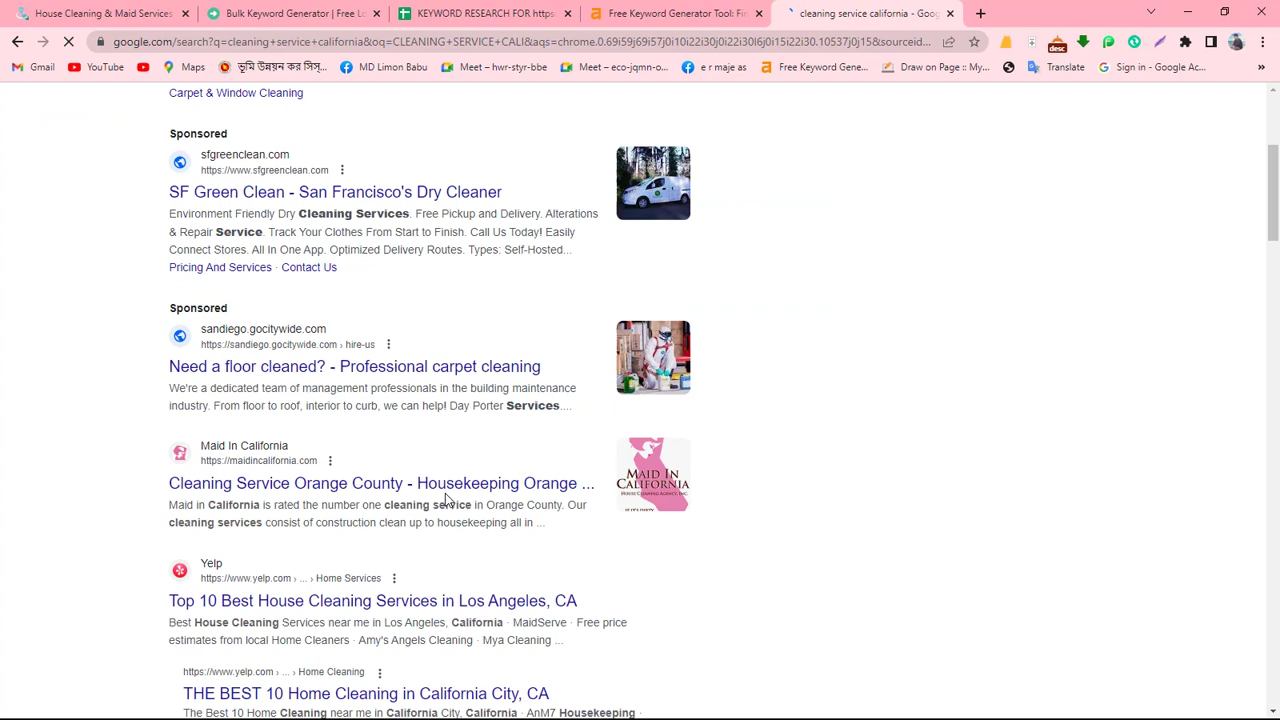 House Cleaning & Maid Services
Bulk Keyword Generator | Free Lo
KEYWORD RESEARCH FOR https:
Free Keyword Generator Tool: Fin
cleaning service california - Goog
google.com/search?q=cleaning+service+california&oq=CLEANING+SERVICE+CALI&aqs=chrome.0.69i59j69i57j0i10i22i30j0i22i30l6j0i15i22i30.10537j0j15&sourceid...
desc
Gmail
YouTube
Maps
ভূমি উন্নয়ন কর সিস্...
MD Limon Babu
Meet – hwr-styr-bbe
Meet – eco-jqmn-o...
e r maje as
Free Keyword Gene...
Draw on Page :: My...
Translate
Sign in - Google Ac...
Carpet & Window Cleaning
Sponsored
sfgreenclean.com
https://www.sfgreenclean.com
SF Green Clean - San Francisco's Dry Cleaner
Environment Friendly Dry Cleaning Services. Free Pickup and Delivery. Alterations
& Repair Service. Track Your Clothes From Start to Finish. Call Us Today! Easily
Connect Stores. All In One App. Optimized Delivery Routes. Types: Self-Hosted...
Pricing And Services · Contact Us
Sponsored
sandiego.gocitywide.com
https://sandiego.gocitywide.com › hire-us
Need a floor cleaned? - Professional carpet cleaning
We're a dedicated team of management professionals in the building maintenance
industry. From floor to roof, interior to curb, we can help! Day Porter Services....
Maid In California
https://maidincalifornia.com
Cleaning Service Orange County - Housekeeping Orange ...
Maid in California is rated the number one cleaning service in Orange County. Our
cleaning services consist of construction clean up to housekeeping all in ...
MAID IN
CALIFORNIA
HOUSE CLEANING AGENCY, INC.
Yelp
https://www.yelp.com › ... › Home Services
Top 10 Best House Cleaning Services in Los Angeles, CA
Best House Cleaning Services near me in Los Angeles, California · MaidServe · Free price
estimates from local Home Cleaners · Amy's Angels Cleaning · Mya Cleaning ...
https://www.yelp.com › ... › Home Cleaning
THE BEST 10 Home Cleaning in California City, CA
The Best 10 Home Cleaning near me in California City, California · AnM7 Housekeeping ·